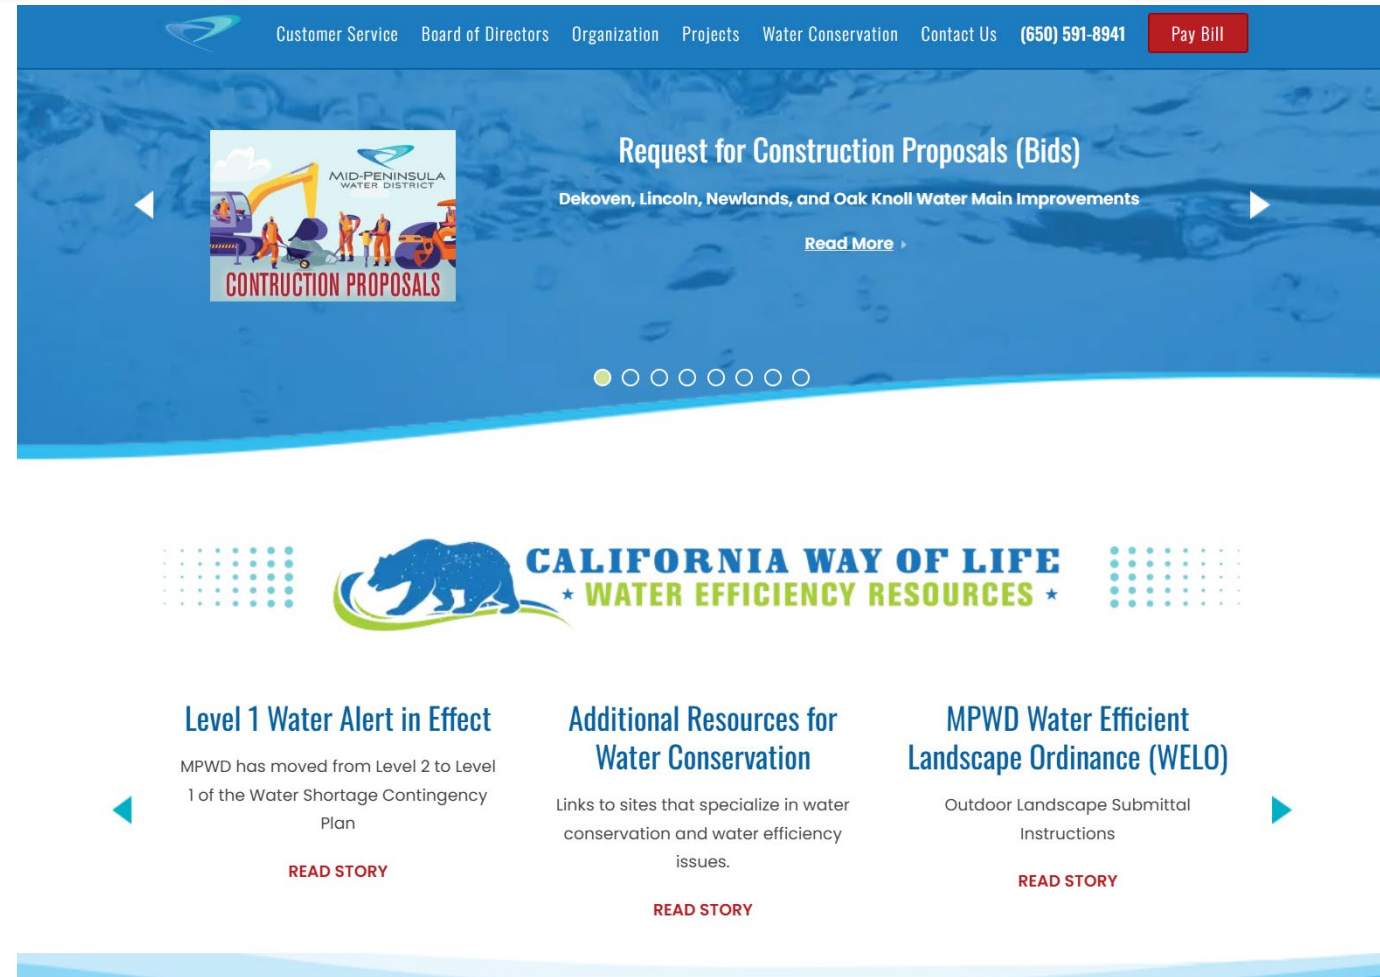 Customer Service Board of Directors Organization Projects Water Conservation Contact Us (650) 591-8941 Pay Bill
MID-PENINSULA
WATER DISTRICT
CONTRUCTION PROPOSALS
Request for Construction Proposals (Bids)
Dekoven, Lincoln, Newlands, and Oak Knoll Water Main Improvements
Read More
CALIFORNIA WAY OF LIFE
WATER EFFICIENCY RESOURCES
Level 1 Water Alert in Effect
MPWD has moved from Level 2 to Level
1 of the Water Shortage Contingency
Plan
READ STORY
Additional Resources for
Water Conservation
Links to sites that specialize in water
conservation and water efficiency
issues.
READ STORY
MPWD Water Efficient
Landscape Ordinance (WELO)
Outdoor Landscape Submittal
Instructions
READ STORY